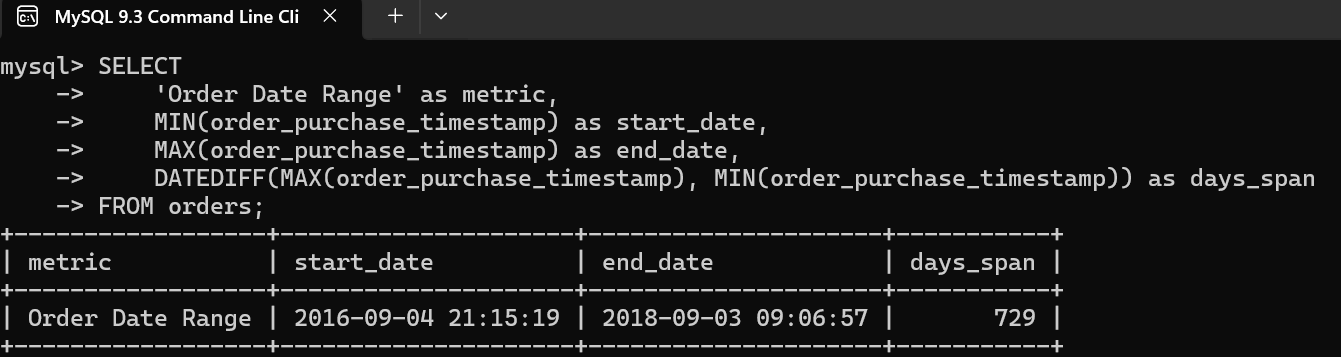 MySQL 9.3 Command Line Cli
mysql> SELECT
    ->     'Order Date Range' as metric,
    ->     MIN(order_purchase_timestamp) as start_date,
    ->     MAX(order_purchase_timestamp) as end_date,
    ->     DATEDIFF(MAX(order_purchase_timestamp), MIN(order_purchase_timestamp)) as days_span
    -> FROM orders;
+------------------+---------------------+---------------------+-----------+
| metric           | start_date          | end_date            | days_span |
+------------------+---------------------+---------------------+-----------+
| Order Date Range | 2016-09-04 21:15:19 | 2018-09-03 09:06:57 |       729 |
+------------------+---------------------+---------------------+-----------+